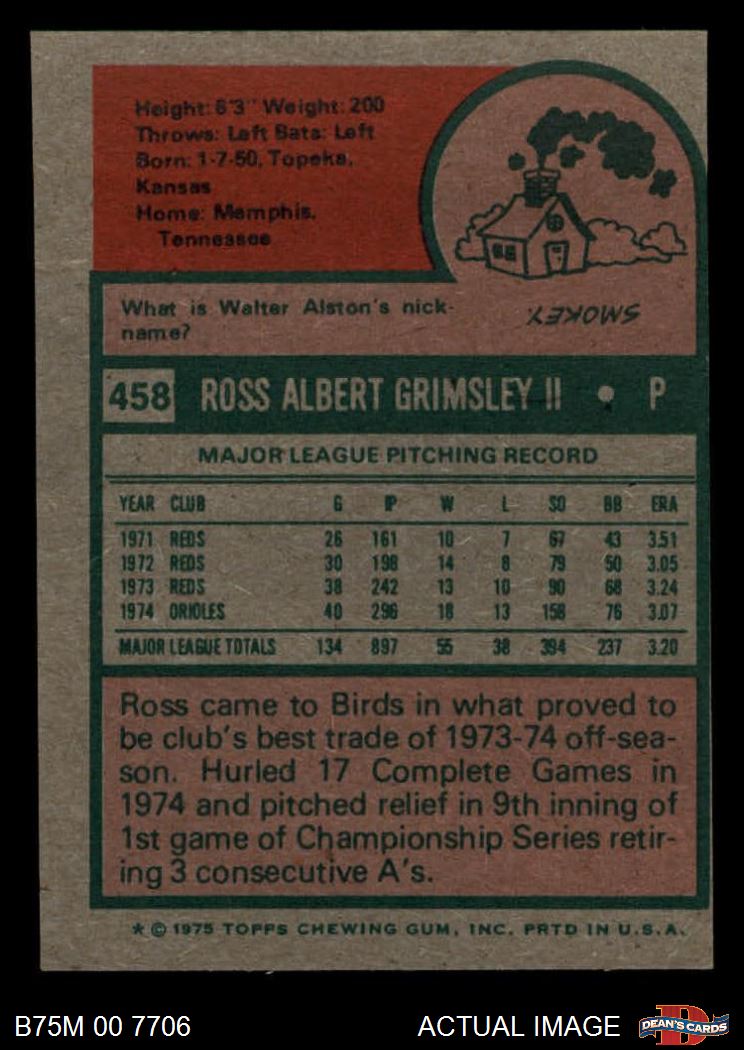 Height: 6'3" Weight: 200
Throws: Left Bats: Left
Born: 1-7-50, Topeka,
Kansas
Home: Memphis,
Tennessee
What is Walter Alston's nick-
name?
SMOKEY.
458 ROSS ALBERT GRIMSLEY II • P
MAJOR LEAGUE PITCHING RECORD
YEAR CLUB G IP W L SO BB ERA
1971 REDS 26 161 10 7 67 43 3.51
1972 REDS 30 198 14 8 79 50 3.05
1973 REDS 38 242 13 10 90 68 3.24
1974 ORIOLES 40 296 18 13 158 76 3.07
MAJOR LEAGUE TOTALS 134 897 55 38 394 237 3.20
Ross came to Birds in what proved to
be club's best trade of 1973-74 off-sea-
son. Hurled 17 Complete Games in
1974 and pitched relief in 9th inning of
1st game of Championship Series retir-
ing 3 consecutive A's.
* © 1975 TOPPS CHEWING GUM, INC. PRTD IN U.S.A.
B75M 00 7706 ACTUAL IMAGE DEAN'S CARDS